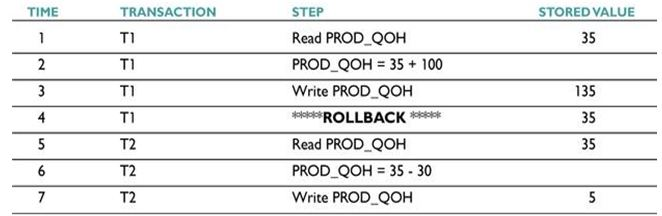 TIME TRANSACTION STEP STORED VALUE
1 T1 Read PROD_QOH 35
2 T1 PROD_QOH = 35 + 100
3 T1 Write PROD_QOH 135
4 T1 *****ROLLBACK ***** 35
5 T2 Read PROD_QOH 35
6 T2 PROD_QOH = 35 - 30
7 T2 Write PROD_QOH 5